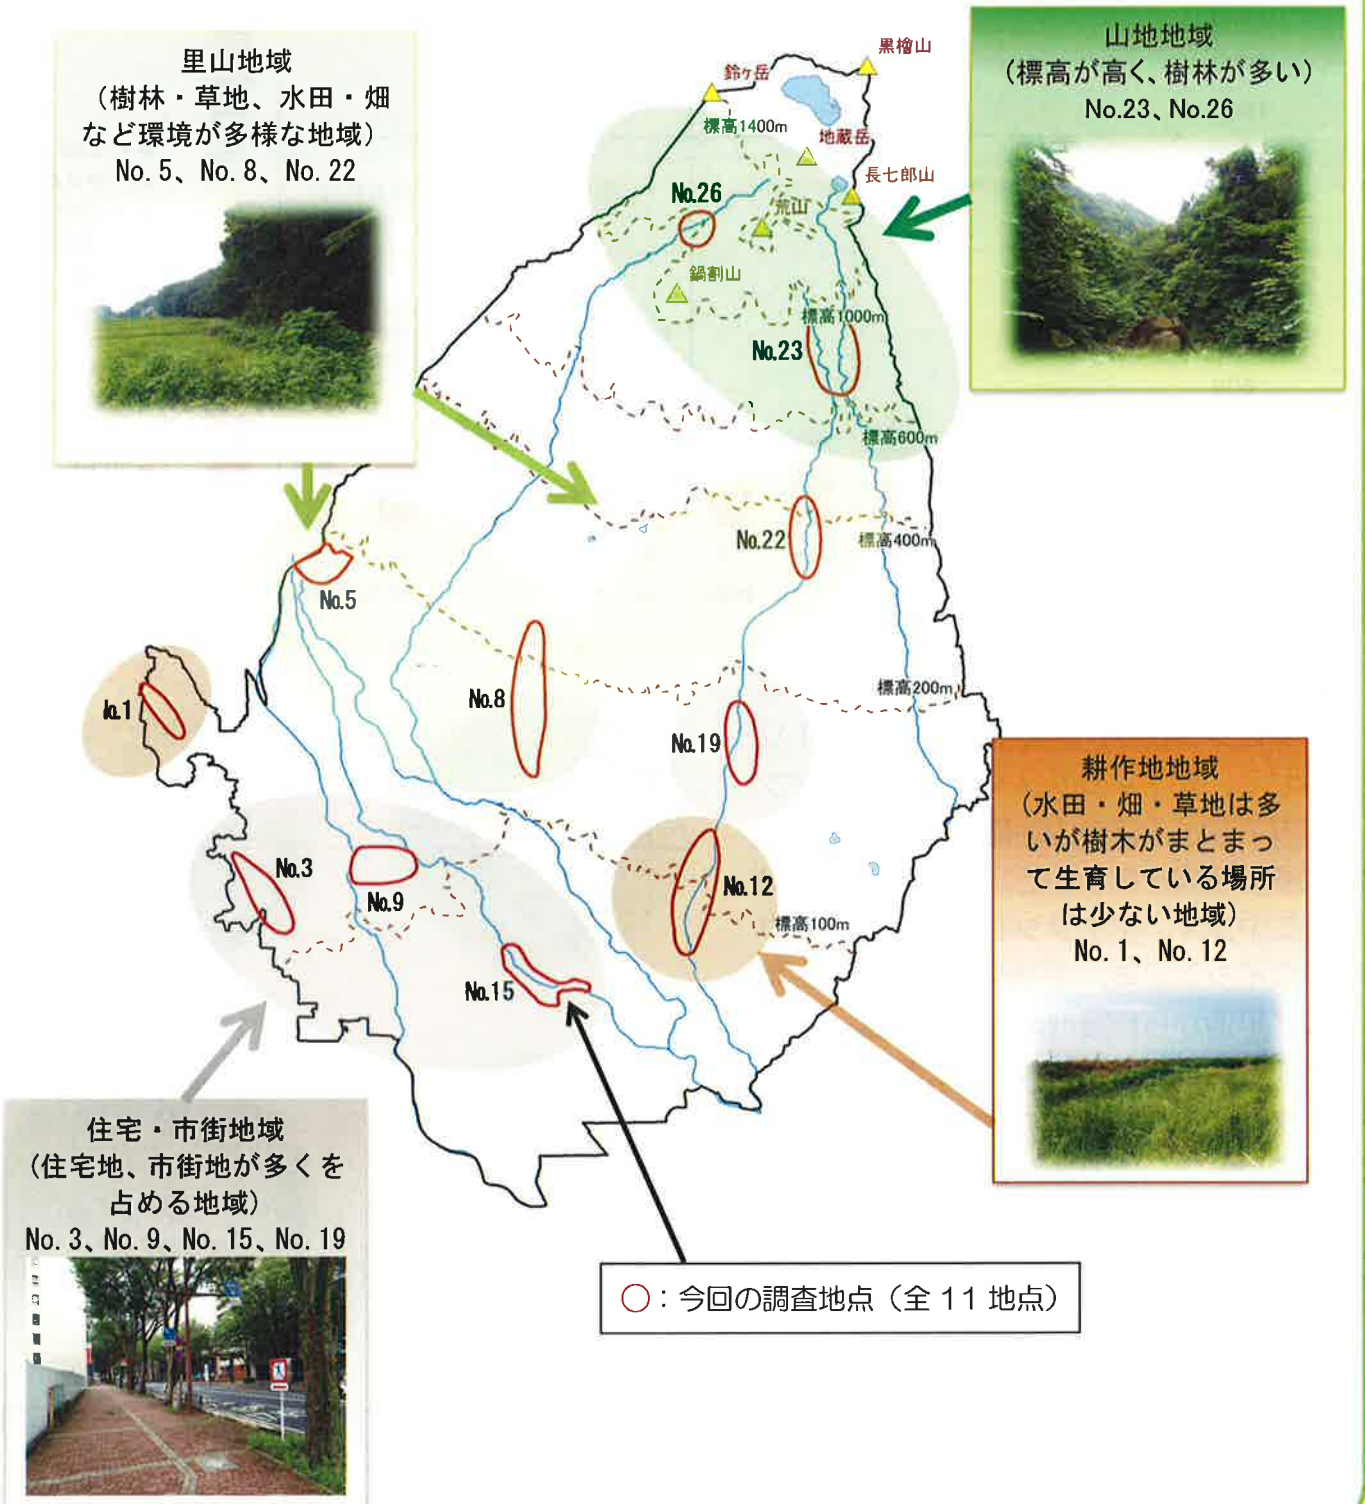 里山地域
（樹林・草地、水田・畑
など環境が多様な地域）
No. 5、No. 8、No. 22
山地地域
（標高が高く、樹林が多い）
No.23、No.26
黒檜山
鈴ヶ岳
標高1400m
地蔵岳
長七郎山
No.26
荒山
鍋割山
標高1000m
No.23
標高600m
No.22
標高400m
No.5
No.8
標高200m
No.1
No.19
No.3
No.9
No.12
標高100m
No.15
耕作地地域
（水田・畑・草地は多
いが樹木がまとまっ
て生育している場所
は少ない地域）
No. 1、No. 12
住宅・市街地域
（住宅地、市街地が多くを
占める地域）
No. 3、No. 9、No. 15、No. 19
○：今回の調査地点（全 11 地点）